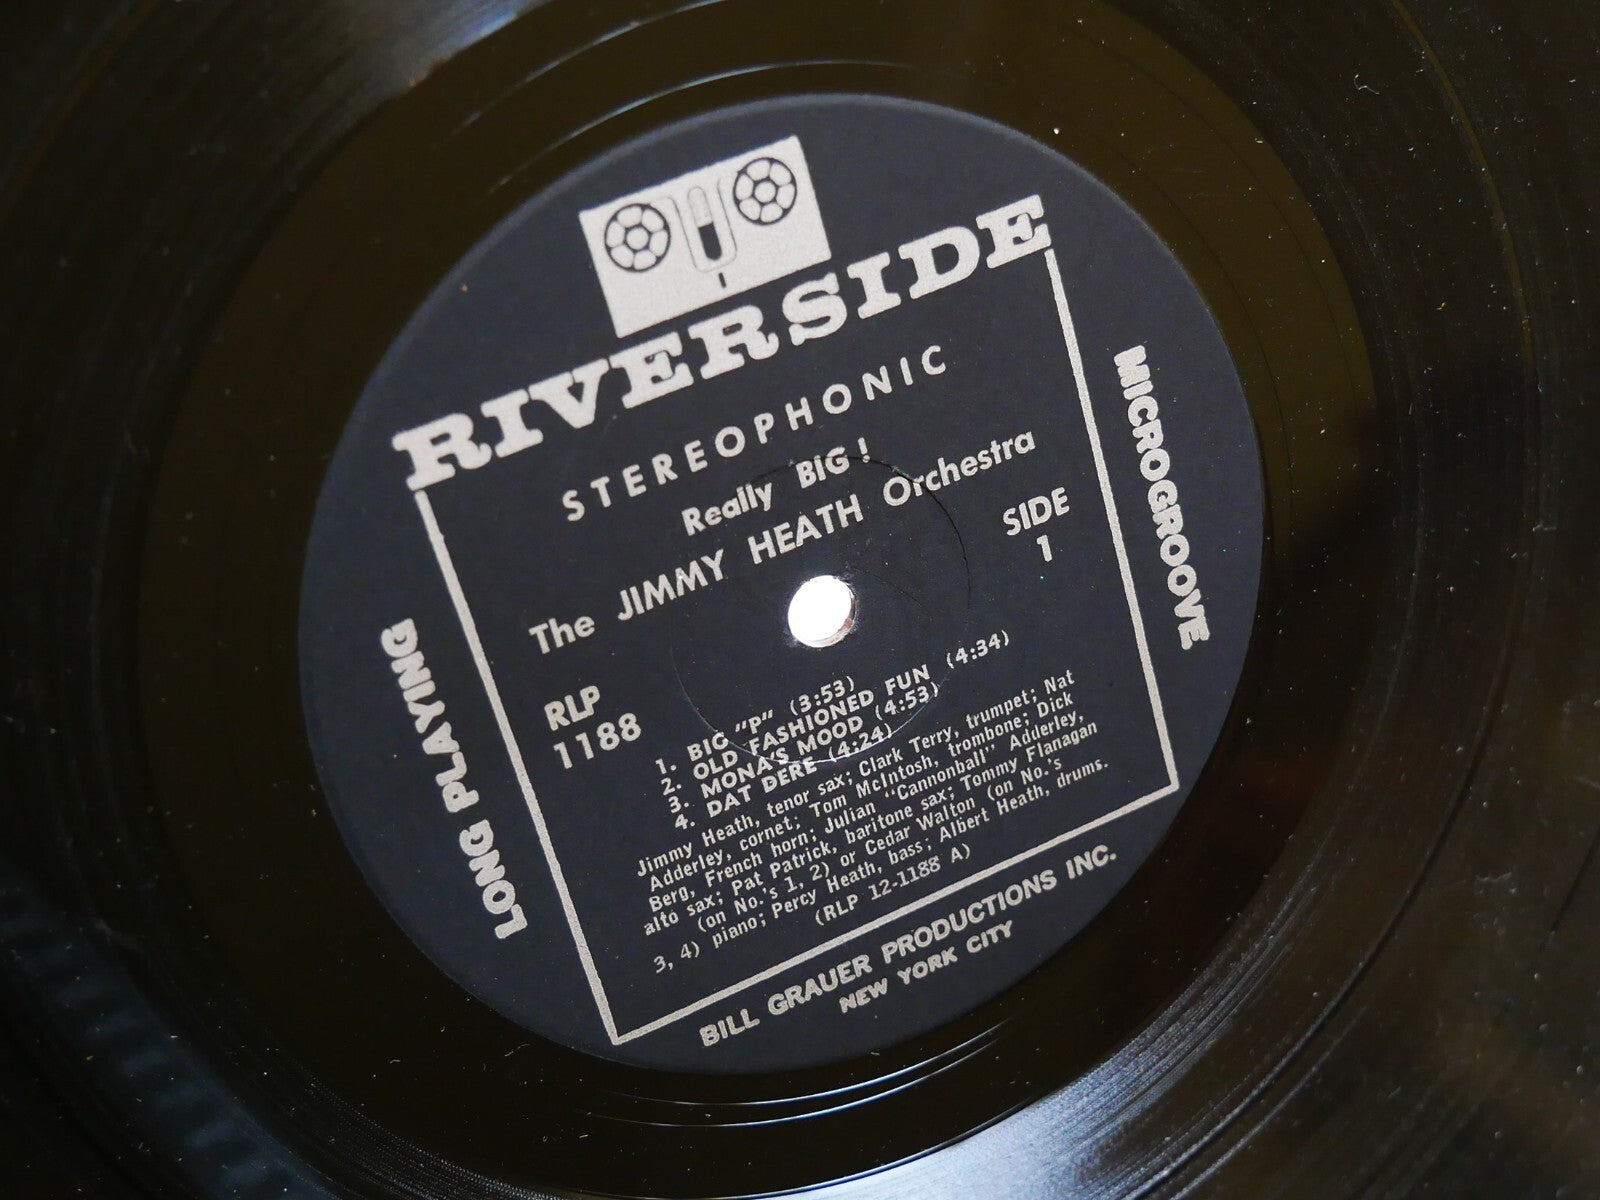 RIVERSIDE
STEREOPHONIC
Really BIG!
The JIMMY HEATH Orchestra
SIDE
1
RLP
1188
1. BIG "P" (3:53)
2. OLD FASHIONED FUN (4:34)
3. MONA'S MOOD (4:53)
4. DAT DERE (4:24)
Jimmy Heath, tenor sax; Clark Terry, trumpet; Nat
Adderley, cornet; Tom McIntosh, trombone; Dick
Berg, French horn; Julian "Cannonball" Adderley,
alto sax; Pat Patrick, baritone sax; Tommy Flanagan
(on No.'s 1, 2) or Cedar Walton (on No.'s
3, 4) piano; Percy Heath, bass; Albert Heath, drums.
(RLP 12-1188 A)
LONG PLAYING
MICROGROOVE
BILL GRAUER PRODUCTIONS INC.
NEW YORK CITY